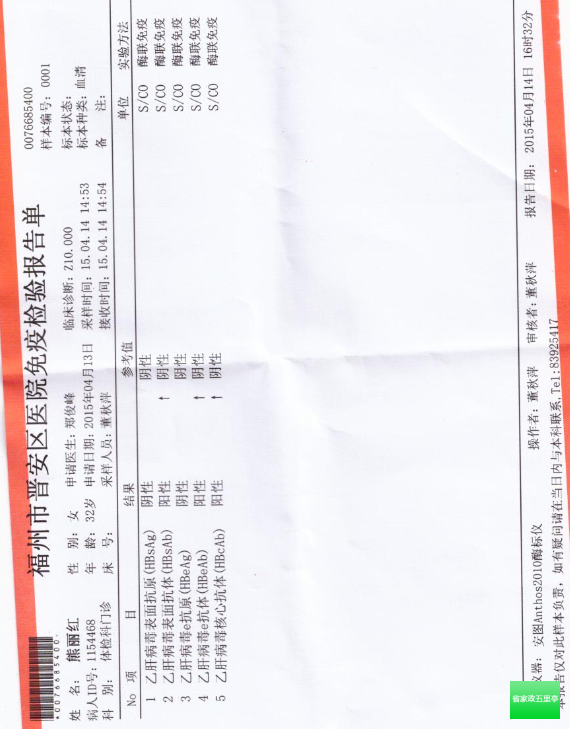 福州市晋安区医院免疫检验报告单
*0076685400*
0076685400
姓 名: 熊丽红 性 别: 女 申请医生: 郑俊峰 临床诊断: Z10.000 样本编号: 0001
病人ID号: 1154468 年 龄: 32岁 申请日期: 2015年04月13日 采样时间: 15.04.14 14:53 标本状态:
科 别: 体检科门诊 床 号: 采样人员: 董秋萍 接收时间: 15.04.14 14:54 标本种类: 血清
备 注:
No 项 目 结果 参考值 单位 实验方法
1 乙肝病毒表面抗原(HBsAg) 阴性 阴性 S/CO 酶联免疫
2 乙肝病毒表面抗体(HBsAb) 阳性 ↑ 阴性 S/CO 酶联免疫
3 乙肝病毒e抗原(HBeAg) 阴性 阴性 S/CO 酶联免疫
4 乙肝病毒e抗体(HBeAb) 阳性 ↑ 阴性 S/CO 酶联免疫
5 乙肝病毒核心抗体(HBcAb) 阳性 ↑ 阴性 S/CO 酶联免疫
仪器: 安图Anthos2010酶标仪 操作者: 董秋萍 审核者: 董秋萍 报告日期: 2015年04月14日 16时32分
本报告仅对此样本负责, 如有疑问请在当日内与本科联系,Tel:83925417
省家政五里亭